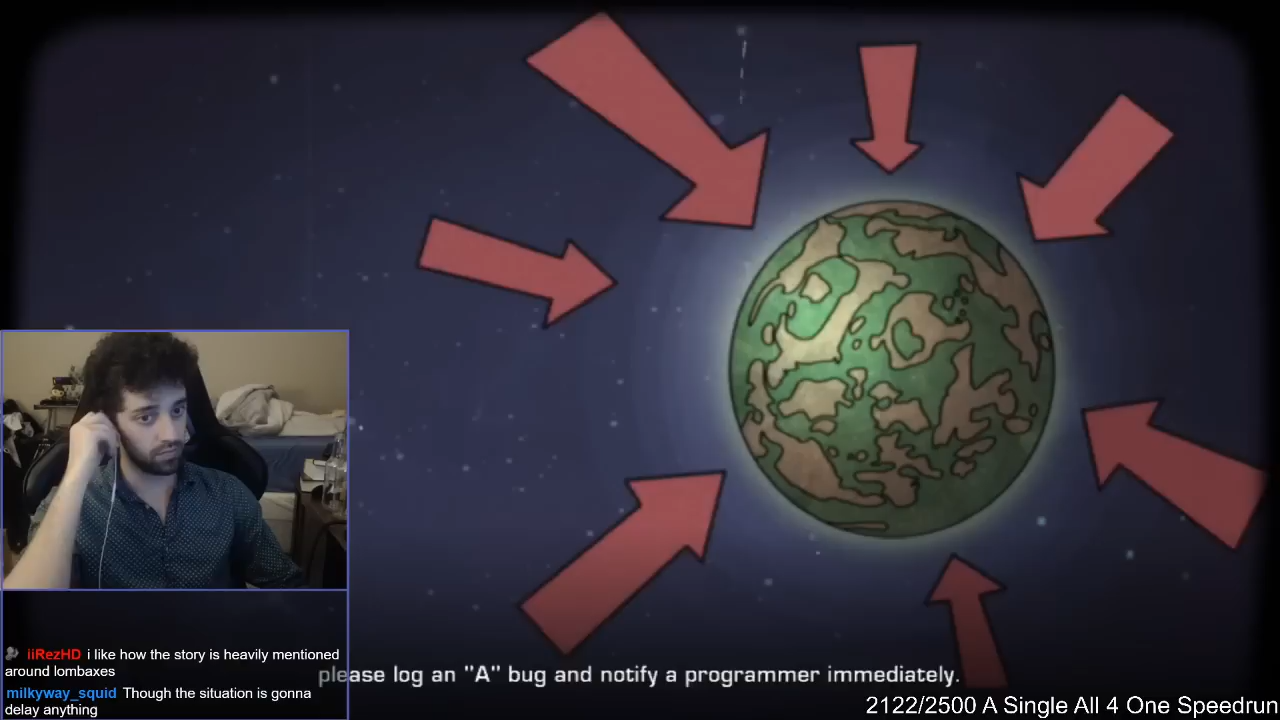 iiRezHD i like how the story is heavily mentioned
around lombaxes
milkyway_squid Though the situation is gonna
delay anything
please log an "A" bug and notify a programmer immediately.
2122/2500 A Single All 4 One Speedrun